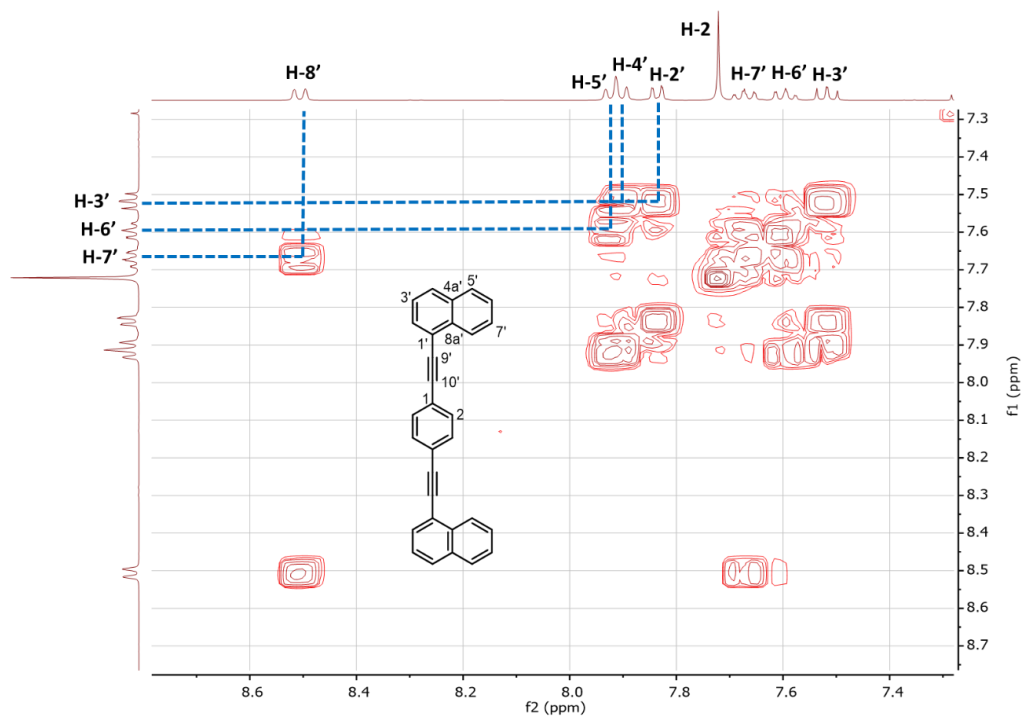 H-2
H-8'
H-5'
H-4'
H-2'
H-7'
H-6'
H-3'
H-3'
H-6'
H-7'
3'
4a'
5'
7'
8a'
1'
9'
10'
1
2
7.3
7.4
7.5
7.6
7.7
7.8
7.9
8.0
8.1
8.2
8.3
8.4
8.5
8.6
8.7
f1 (ppm)
8.6
8.4
8.2
8.0
7.8
7.6
7.4
f2 (ppm)